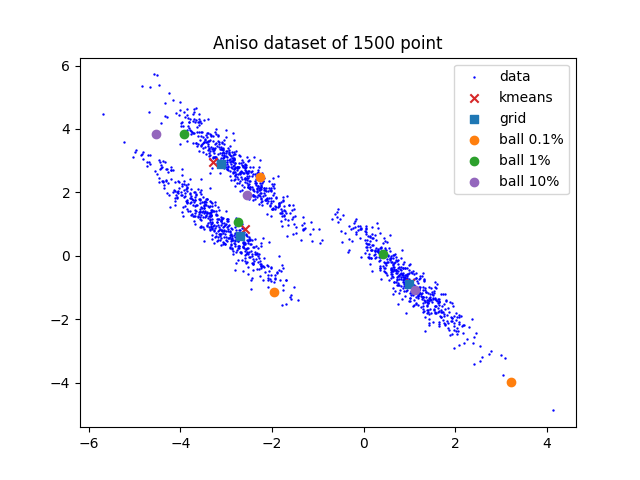 Aniso dataset of 1500 point
data
kmeans
grid
ball 0.1%
ball 1%
ball 10%
6
4
2
0
−2
−4
−6 −4 −2 0 2 4